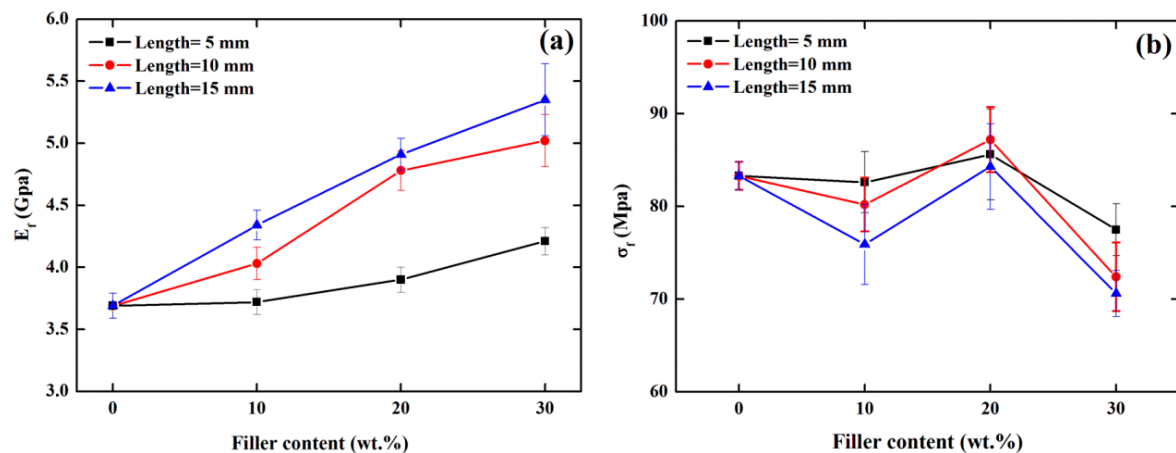 (a)
Length= 5 mm
Length=10 mm
Length=15 mm
6.0
5.5
5.0
4.5
4.0
3.5
3.0
E_f (Gpa)
0 10 20 30
Filler content (wt.%)
(b)
Length= 5 mm
Length=10 mm
Length=15 mm
100
90
80
70
60
σ_f (Mpa)
0 10 20 30
Filler content (wt.%)